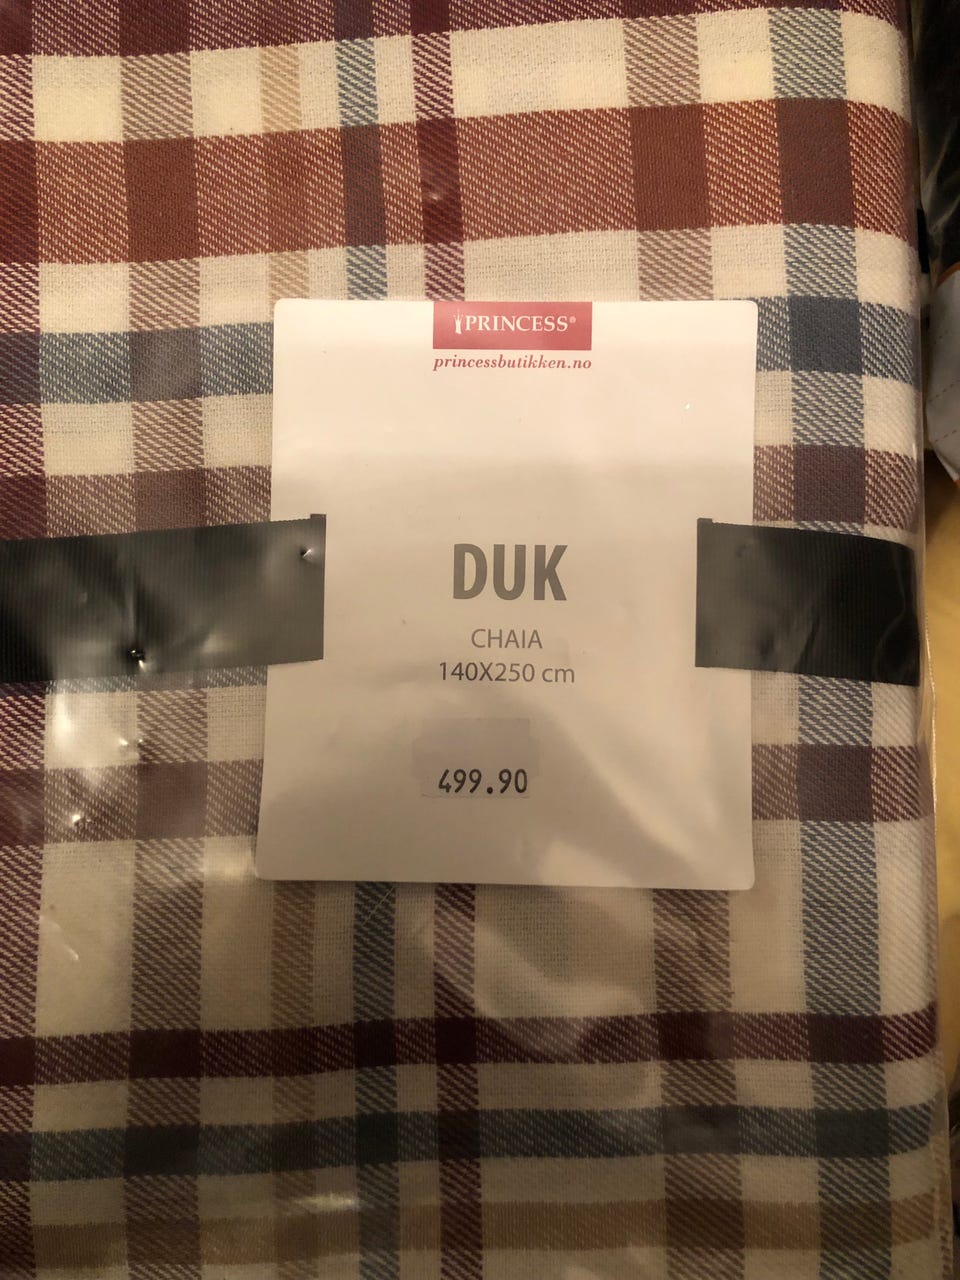 PRINCESS®
princessbutikken.no
DUK
CHAIA
140X250 cm
499.90